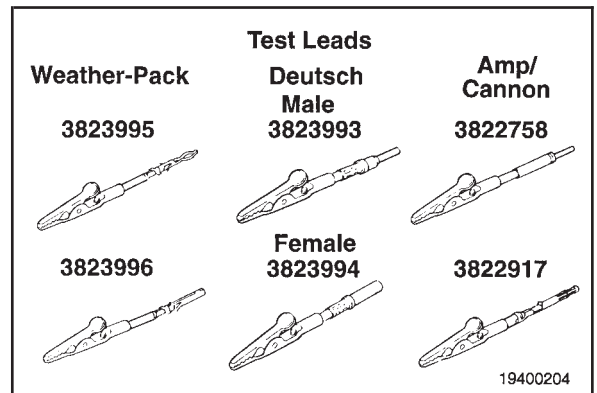 Test Leads
Weather-Pack
Deutsch
Male
Amp/
Cannon
3823995
3823993
3822758
Female
3823996
3823994
3822917
19400204